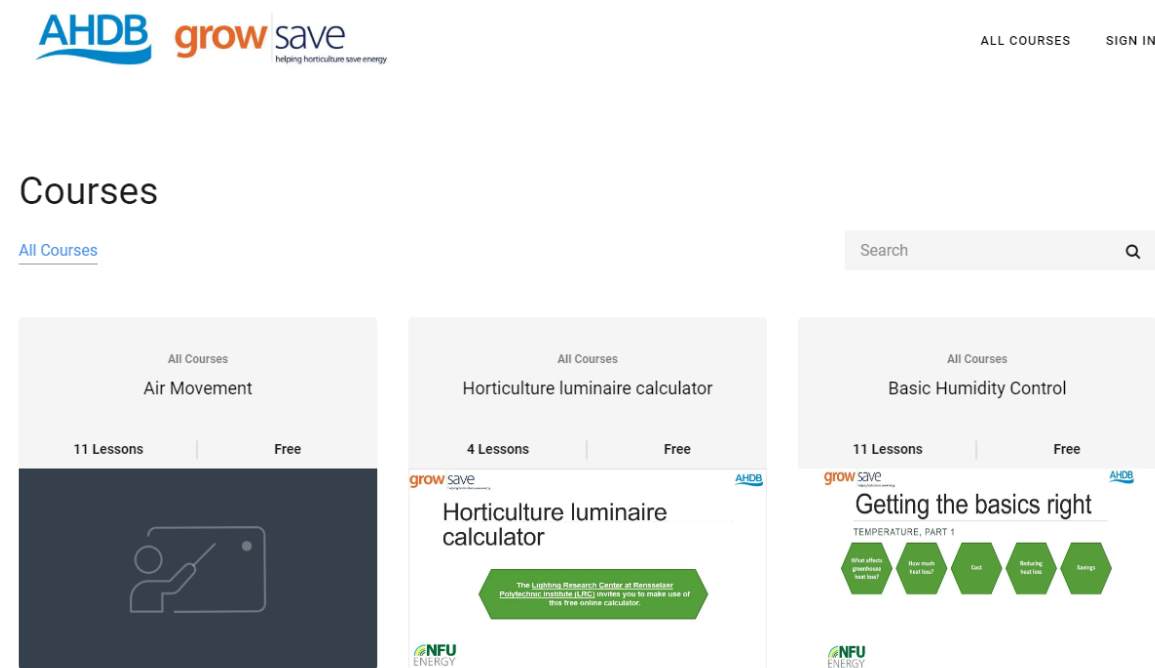 AHDB
grow save
helping horticulture save energy
ALL COURSES
SIGN IN
Courses
All Courses
Search
All Courses
Air Movement
11 Lessons
Free
All Courses
Horticulture luminaire calculator
4 Lessons
Free
grow save
AHDB
Horticulture luminaire
calculator
The Lighting Research Center at Rensselaer
Polytechnic Institute (LRC) invites you to make use of
this free online calculator.
NFU
ENERGY
All Courses
Basic Humidity Control
11 Lessons
Free
grow save
AHDB
Getting the basics right
TEMPERATURE, PART 1
What affects
greenhouse
heat loss?
How much
heat loss?
Cost
Reducing
heat loss
Savings
NFU
ENERGY